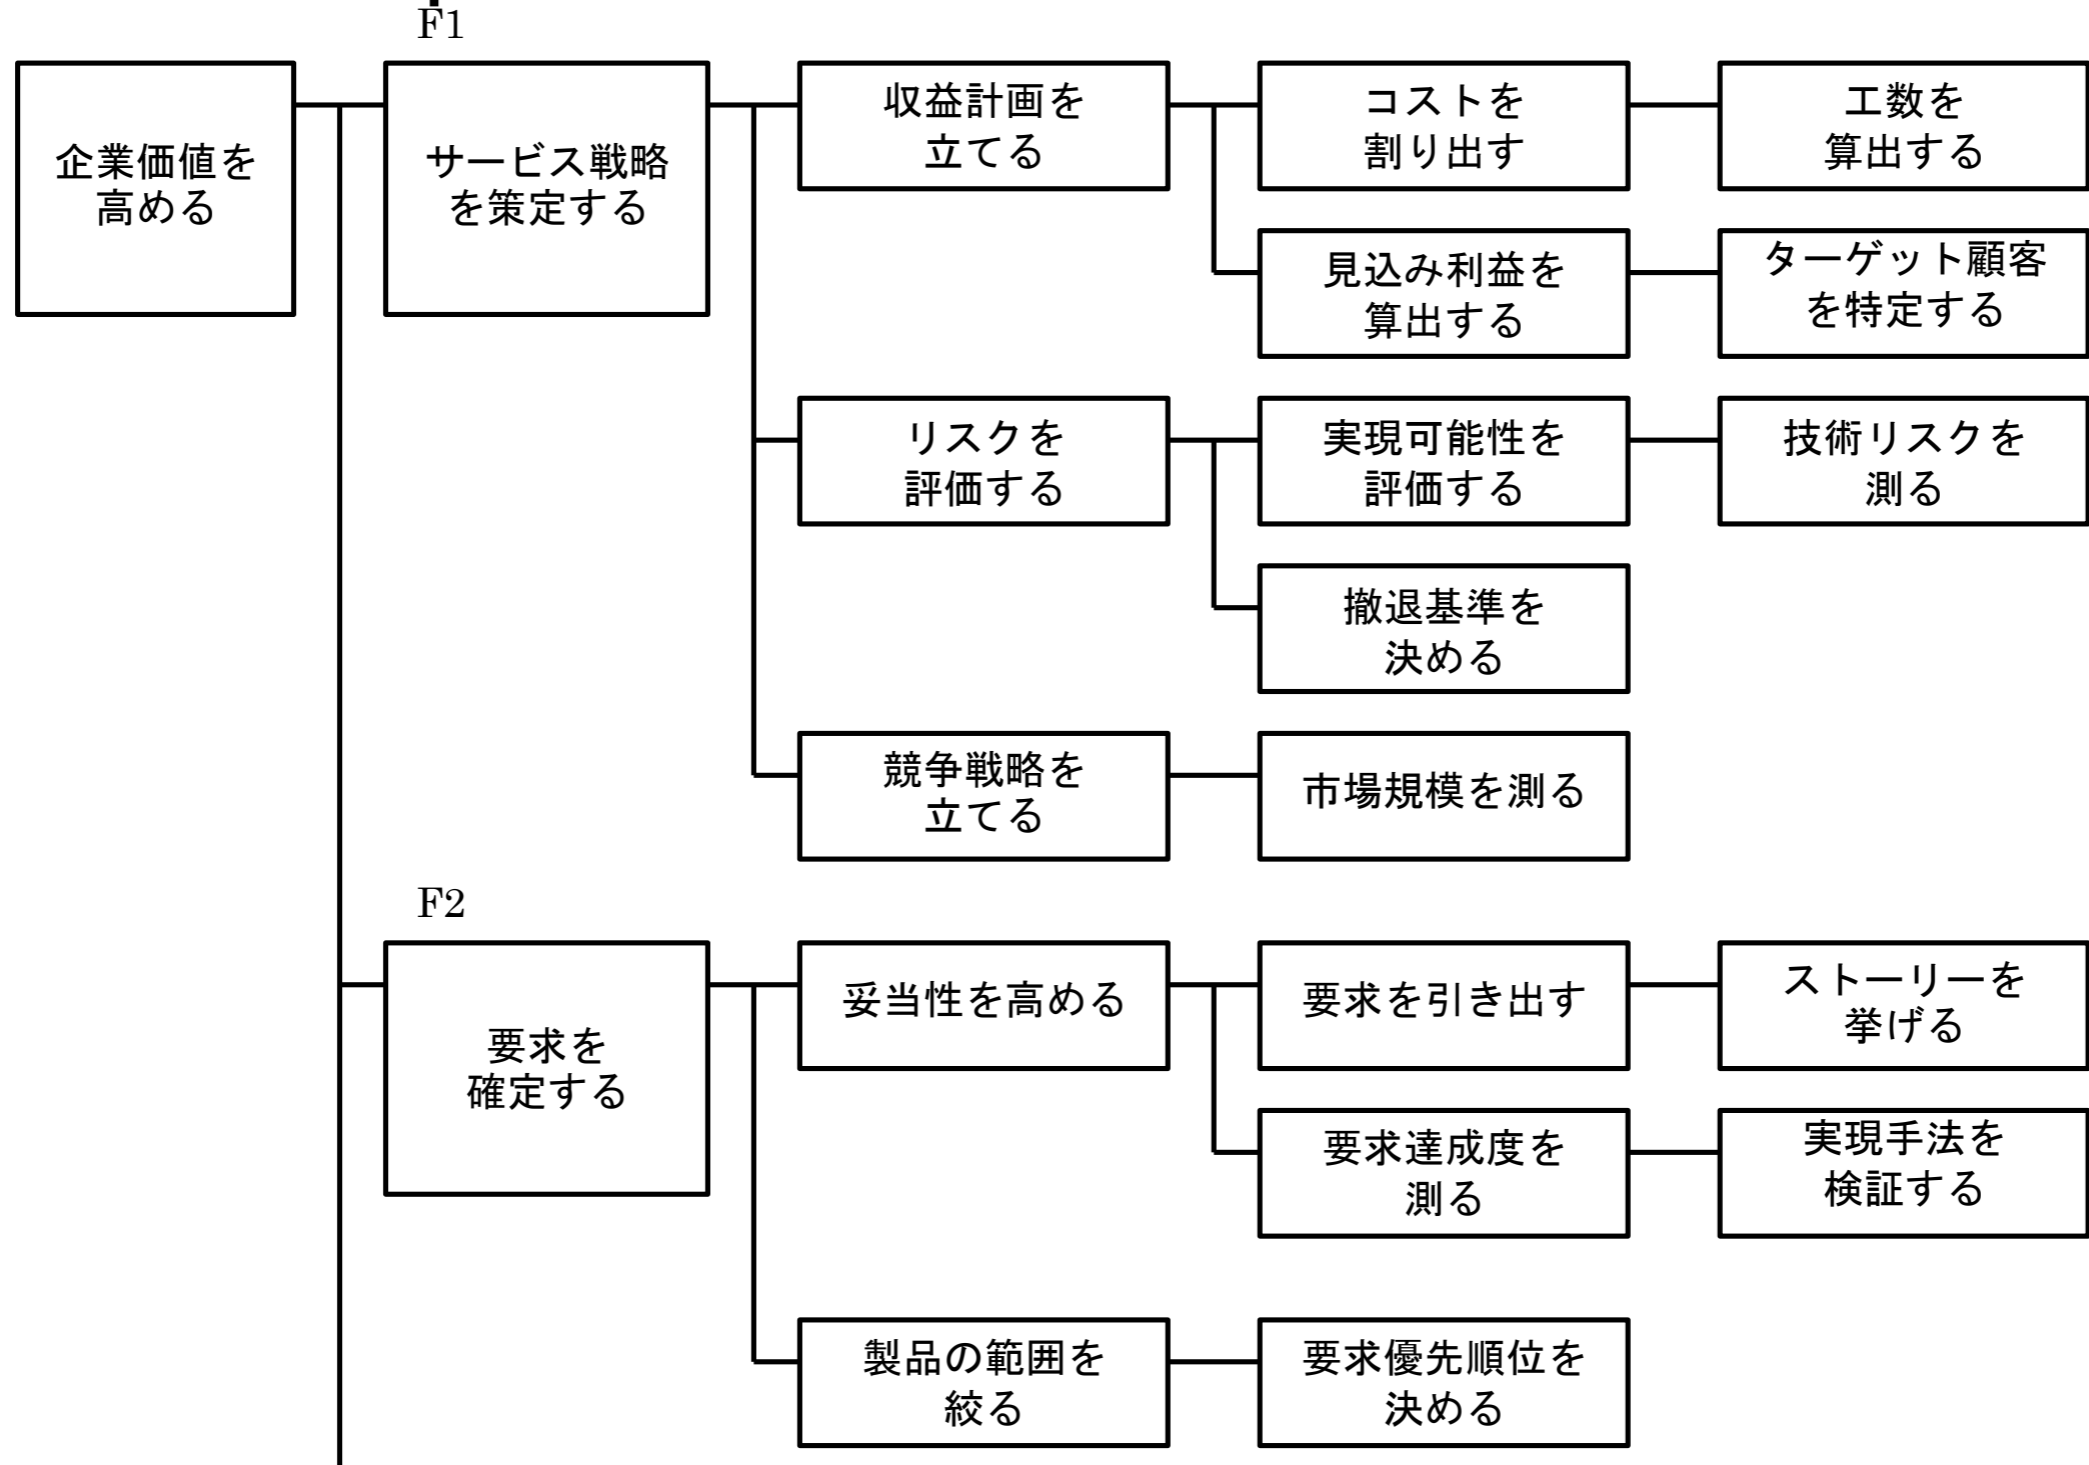 F1
企業価値を
高める
サービス戦略
を策定する
収益計画を
立てる
コストを
割り出す
工数を
算出する
見込み利益を
算出する
ターゲット顧客
を特定する
リスクを
評価する
実現可能性を
評価する
技術リスクを
測る
撤退基準を
決める
競争戦略を
立てる
市場規模を測る
F2
要求を
確定する
妥当性を高める
要求を引き出す
ストーリーを
挙げる
要求達成度を
測る
実現手法を
検証する
製品の範囲を
絞る
要求優先順位を
決める